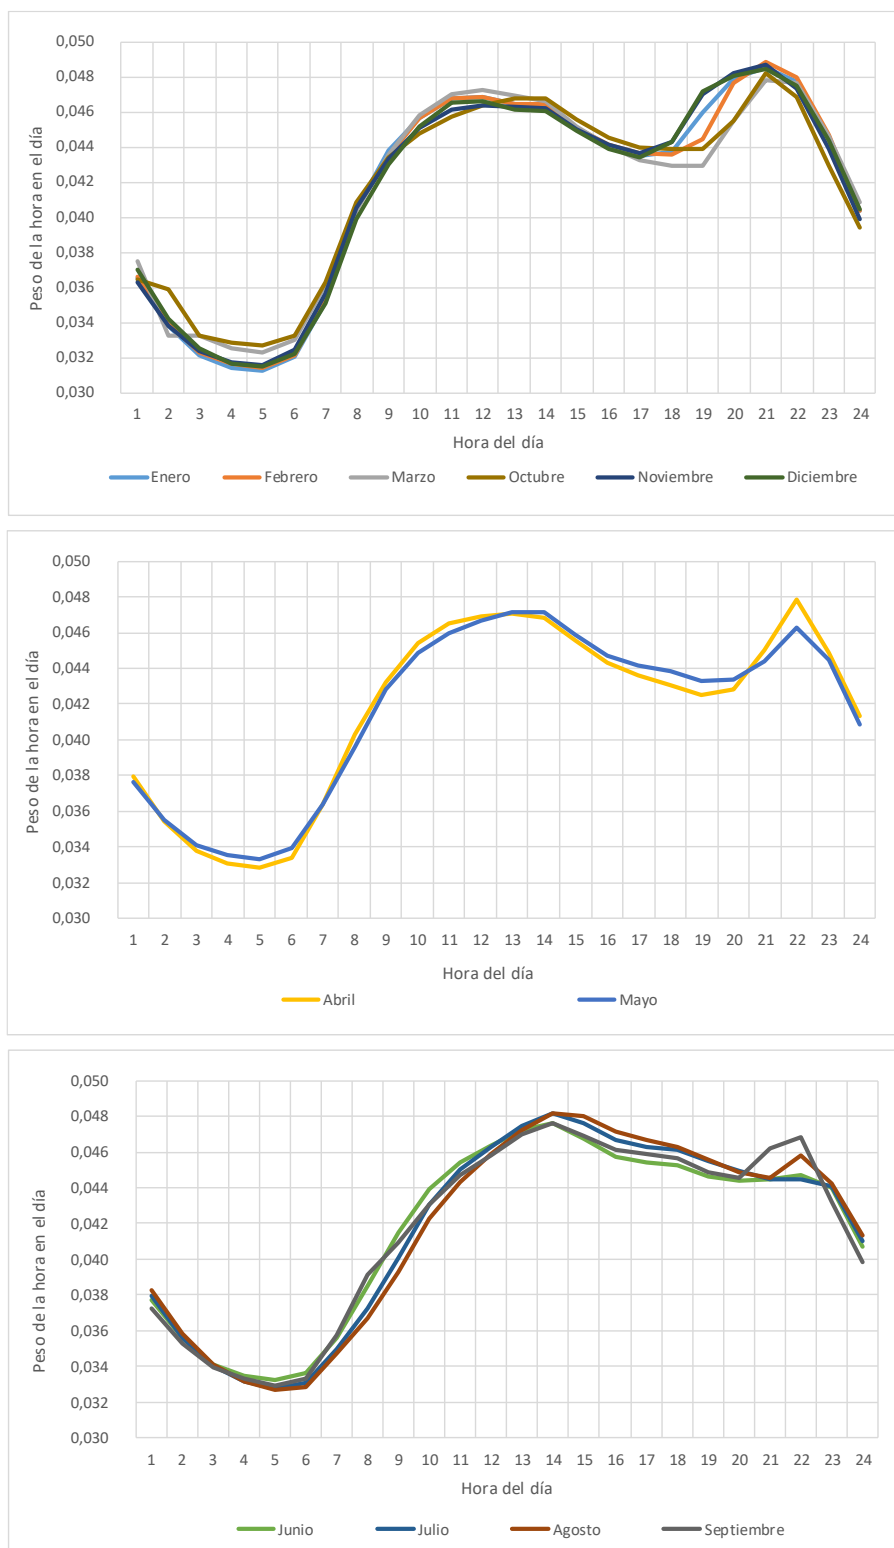 0,050
0,048
0,046
0,044
0,042
0,040
0,038
0,036
0,034
0,032
0,030
Peso de la hora en el día
1 2 3 4 5 6 7 8 9 10 11 12 13 14 15 16 17 18 19 20 21 22 23 24
Hora del día
Enero Febrero Marzo Octubre Noviembre Diciembre
0,050
0,048
0,046
0,044
0,042
0,040
0,038
0,036
0,034
0,032
0,030
Peso de la hora en el día
1 2 3 4 5 6 7 8 9 10 11 12 13 14 15 16 17 18 19 20 21 22 23 24
Hora del día
Abril Mayo
0,050
0,048
0,046
0,044
0,042
0,040
0,038
0,036
0,034
0,032
0,030
Peso de la hora en el día
1 2 3 4 5 6 7 8 9 10 11 12 13 14 15 16 17 18 19 20 21 22 23 24
Hora del día
Junio Julio Agosto Septiembre